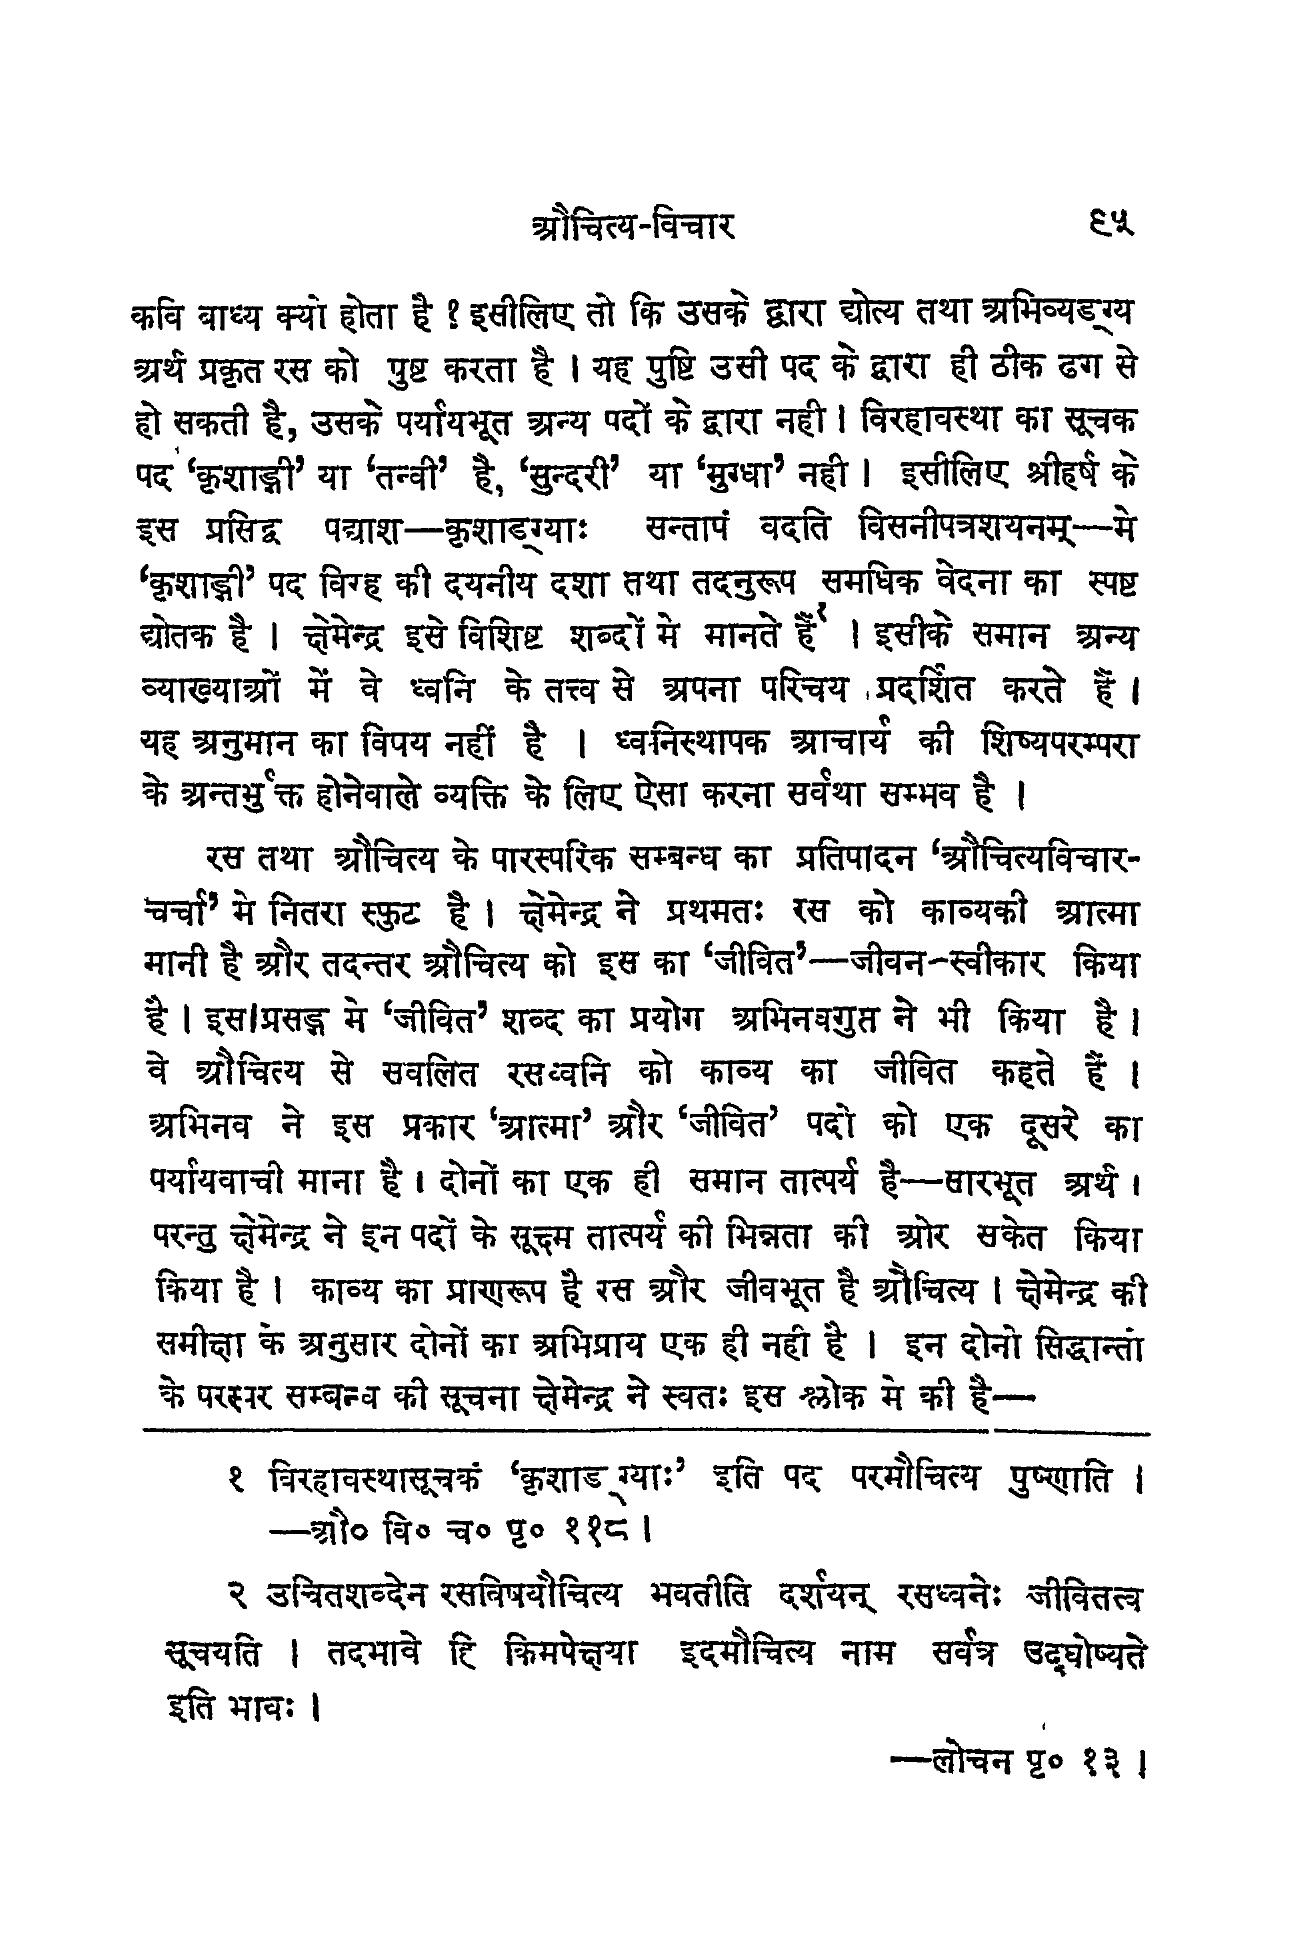 औचित्य-विचार ९५
कवि वाध्य क्यो होता है ? इसीलिए तो कि उसके द्वारा द्योत्य तथा अभिव्यङ्ग्य
अर्थ प्रकृत रस को पुष्ट करता है । यह पुष्टि उसी पद के द्वारा ही ठीक ढग से
हो सकती है, उसके पर्यायभूत अन्य पदों के द्वारा नही । विरहावस्था का सूचक
पद ‘कृशाङ्गी’ या ‘तन्वी’ है, ‘सुन्दरी’ या ‘मुग्धा’ नही । इसीलिए श्रीहर्ष के
इस प्रसिद्व पद्याश—कृशाङ्ग्याः सन्तापं वदति विसनीपत्रशयनम्—मे
‘कृशाङ्गी’ पद विग्ह की दयनीय दशा तथा तदनुरूप समधिक वेदना का स्पष्ट
द्योतक है । क्षेमेन्द्र इसे विशिष्ट शब्दों मे मानते हैं१ । इसीके समान अन्य
व्याख्याओं में वे ध्वनि के तत्त्व से अपना परिचय प्रदर्शित करते हैं ।
यह अनुमान का विपय नहीं है । ध्वनिस्थापक आचार्य की शिष्यपरम्परा
के अन्तर्भुक्त होनेवाले व्यक्ति के लिए ऐसा करना सर्वथा सम्भव है ।
रस तथा औचित्य के पारस्परिक सम्बन्ध का प्रतिपादन ‘औचित्यविचार-
चर्चा’ मे नितरा स्फुट है । क्षेमेन्द्र ने प्रथमतः रस को काव्यकी आत्मा
मानी है और तदन्तर औचित्य को इस का ‘जीवित’—जीवन-स्वीकार किया
है । इस प्रसङ्ग मे ‘जीवित’ शब्द का प्रयोग अभिनवगुप्त ने भी किया है ।
वे औचित्य से सवलित रसध्वनि को काव्य का जीवित कहते हैं ।
अभिनव ने इस प्रकार ‘आत्मा’ और ‘जीवित’ पदो को एक दूसरे का
पर्यायवाची माना है । दोनों का एक ही समान तात्पर्य है—सारभूत अर्थ ।
परन्तु क्षेमेन्द्र ने इन पदों के सूक्ष्म तात्पर्य की भिन्नता की ओर सकेत किया
किया है । काव्य का प्राणरूप है रस और जीवभूत है औचित्य । क्षेमेन्द्र की
समीक्षा के अनुसार दोनों का अभिप्राय एक ही नही है । इन दोनो सिद्धान्तां
के परस्पर सम्बन्व की सूचना क्षेमेन्द्र ने स्वतः इस श्लोक मे की है—
१ विरहावस्थासूचकं ‘कृशाङ्ग्याः’ इति पद परमौचित्य पुष्णाति ।
—औ० वि० च० पृ० ११८ ।
२ उचितशब्देन रसविषयौचित्य भवतीति दर्शयन् रसध्वनेः जीवितत्व
सूचयति । तदभावे हि किमपेक्षया इदमौचित्य नाम सर्वत्र उद्घोष्यते
इति भावः ।
—लोचन पृ० १३ ।